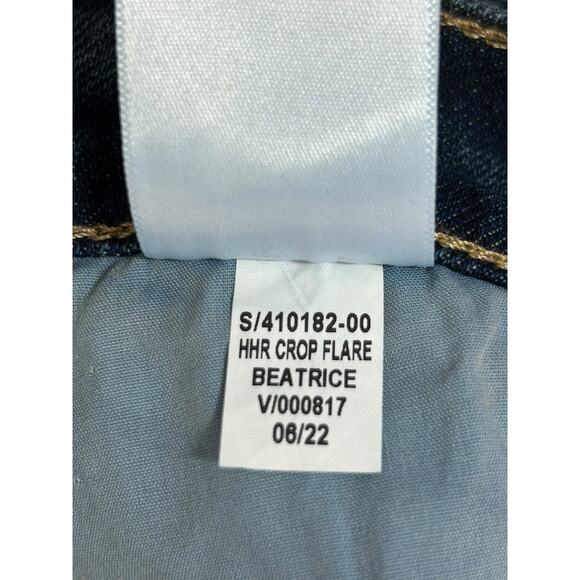 S/410182-00
HHR CROP FLARE
BEATRICE
V/000817
06/22